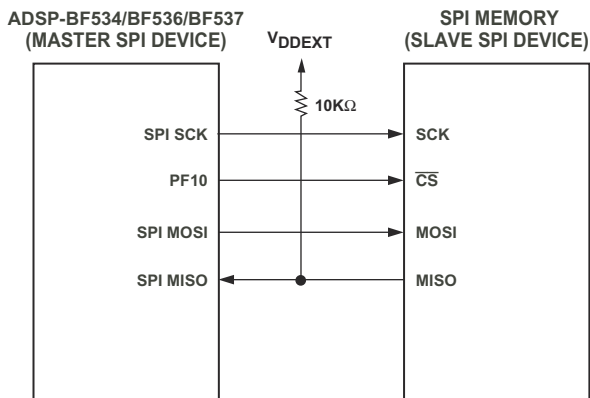 ADSP-BF534/BF536/BF537
(MASTER SPI DEVICE)
SPI MEMORY
(SLAVE SPI DEVICE)
VDDEXT
10KΩ
SPI SCK
SCK
PF10
C̅S̅
SPI MOSI
MOSI
SPI MISO
MISO